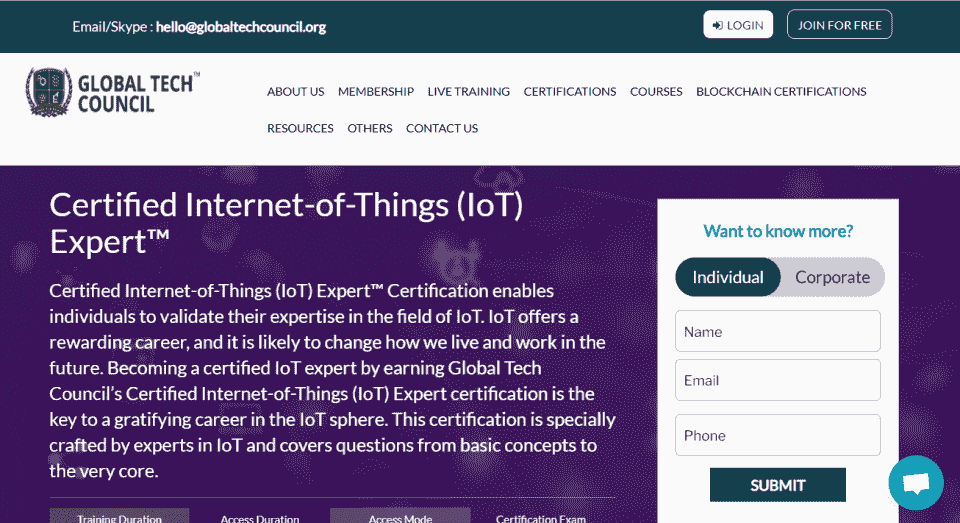 Email/Skype : hello@globaltechcouncil.org
LOGIN
JOIN FOR FREE
GLOBAL TECH™
COUNCIL
ABOUT US MEMBERSHIP LIVE TRAINING CERTIFICATIONS COURSES BLOCKCHAIN CERTIFICATIONS
RESOURCES OTHERS CONTACT US
Certified Internet-of-Things (IoT)
Expert™
Certified Internet-of-Things (IoT) Expert™ Certification enables
individuals to validate their expertise in the field of IoT. IoT offers a
rewarding career, and it is likely to change how we live and work in the
future. Becoming a certified IoT expert by earning Global Tech
Council's Certified Internet-of-Things (IoT) Expert certification is the
key to a gratifying career in the IoT sphere. This certification is specially
crafted by experts in IoT and covers questions from basic concepts to
the very core.
Training Duration Access Duration Access Mode Certification Exam
Want to know more?
Individual Corporate
Name
Email
Phone
SUBMIT